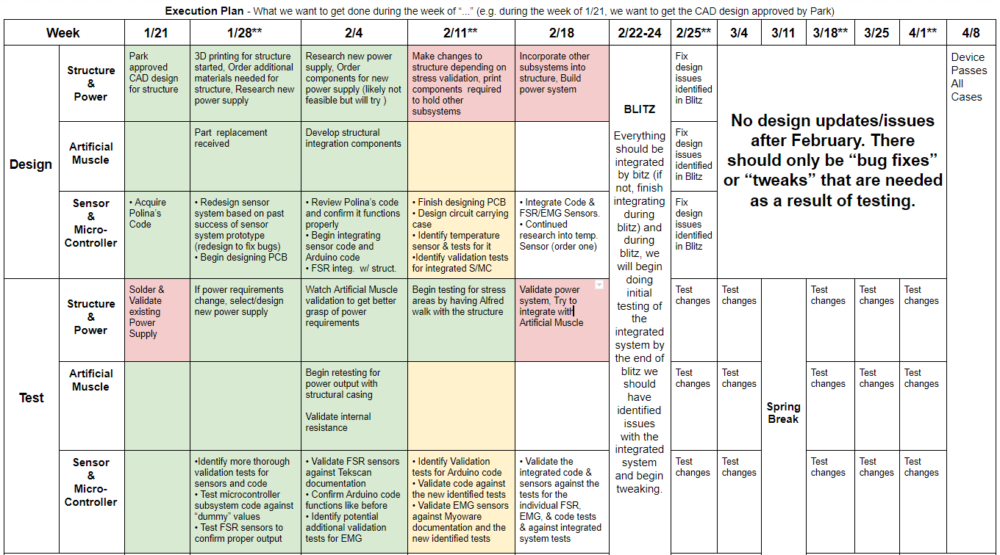 Execution Plan - What we want to get done during the week of “...” (e.g. during the week of 1/21, we want to get the CAD design approved by Park)
Week
1/21
1/28**
2/4
2/11**
2/18
2/22-24
2/25**
3/4
3/11
3/18**
3/25
4/1**
4/8
Design
Structure
&
Power
Park
approved
CAD design
for structure
3D printing for structure
started, Order additional
materials needed for
structure, Research new
power supply
Research new power
supply, Order
components for new
power supply (likely not
feasible but will try )
Make changes to
structure depending on
stress validation, print
components required
to hold other
subsystems
Incorporate other
subsystems into
structure, Build
power system
BLITZ
Everything
should be
integrated
by bitz (if
not, finish
integrating
during
blitz) and
during
blitz, we
will begin
doing
initial
testing of
the
integrated
system by
the end of
blitz we
should
have
identified
issues
with the
integrated
system
and begin
tweaking.
Fix
design
issues
identified
in Blitz
No design updates/issues
after February. There
should only be “bug fixes”
or “tweaks” that are needed
as a result of testing.
Device
Passes
All
Cases
Artificial
Muscle
Part replacement
received
Develop structural
integration components
Fix
design
issues
identified
in Blitz
Sensor
&
Micro-
Controller
• Acquire
Polina’s
Code
• Redesign sensor
system based on past
success of sensor
system prototype
(redesign to fix bugs)
• Begin designing PCB
• Review Polina’s code
and confirm it functions
properly
• Begin integrating
sensor code and
Arduino code
• FSR integ. w/ struct.
• Finish designing PCB
• Design circuit carrying
case
• Identify temperature
sensor & tests for it
•Identify validation tests
for integrated S/MC
• Integrate Code &
FSR/EMG Sensors.
• Continued
research into temp.
Sensor (order one)
Fix
design
issues
identified
in Blitz
Test
Structure
&
Power
Solder &
Validate
existing
Power
Supply
If power requirements
change, select/design
new power supply
Watch Artificial Muscle
validation to get better
grasp of power
requirements
Begin testing for stress
areas by having Alfred
walk with the structure
Validate power
system, Try to
integrate with
Artificial Muscle
Test
changes
Test
changes
Spring
Break
Test
changes
Test
changes
Test
changes
Artificial
Muscle
Begin retesting for
power output with
structural casing
Validate internal
resistance
Test
changes
Test
changes
Test
changes
Test
changes
Test
changes
Sensor
&
Micro-
Controller
•Identify more thorough
validation tests for
sensors and code
• Test microcontroller
subsystem code against
“dummy” values
• Test FSR sensors to
confirm proper output
• Validate FSR sensors
against Tekscan
documentation
• Confirm Arduino code
functions like before
• Identify potential
additional validation
tests for EMG
• Identify Validation
tests for Arduino code
• Validate code against
the new identified tests
• Validate EMG sensors
against Myoware
documentation and the
new identified tests
• Validate the
integrated code &
sensors against the
tests for the
individual FSR,
EMG, & code tests
& against integrated
system tests
Test
changes
Test
changes
Test
changes
Test
changes
Test
changes